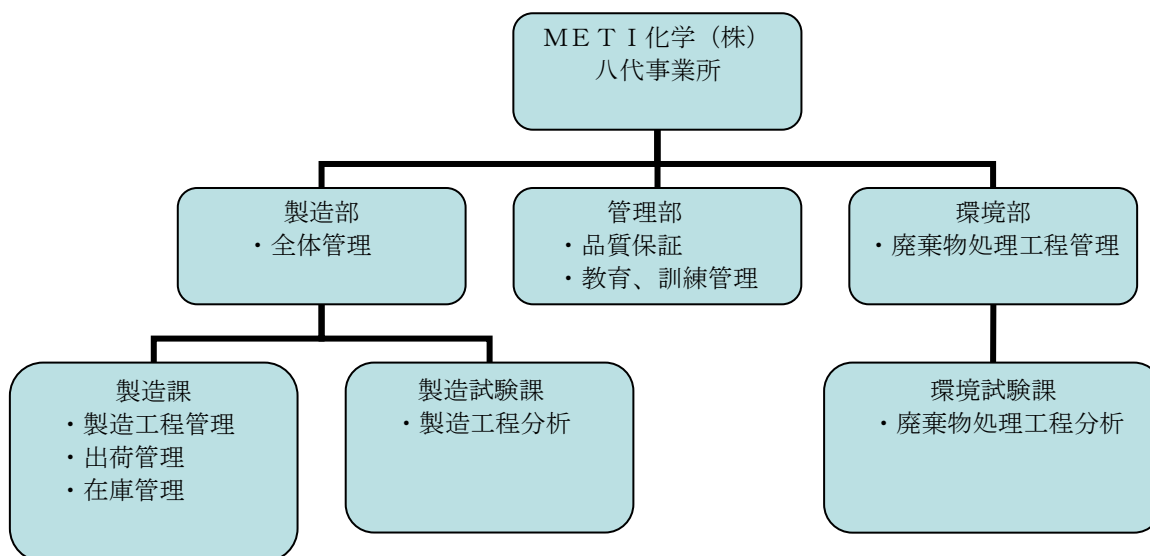 ＭＥＴＩ化学（株）
八代事業所
製造部
・全体管理
管理部
・品質保証
・教育、訓練管理
環境部
・廃棄物処理工程管理
製造課
・製造工程管理
・出荷管理
・在庫管理
製造試験課
・製造工程分析
環境試験課
・廃棄物処理工程分析